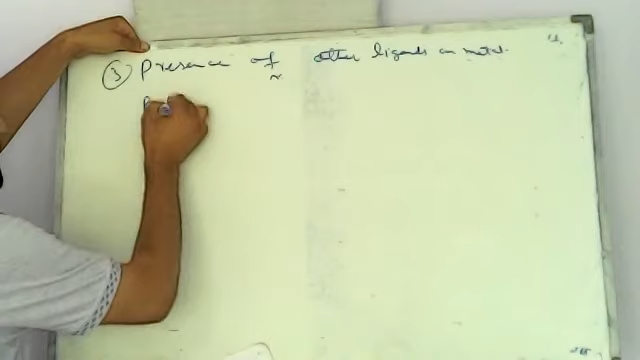 ③ Presence of other ligands on metal.